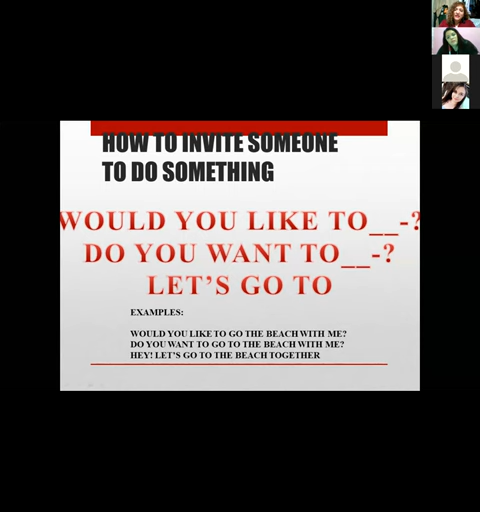 HOW TO INVITE SOMEONE
TO DO SOMETHING
WOULD YOU LIKE TO__-?
DO YOU WANT TO__-?
LET'S GO TO
EXAMPLES:
WOULD YOU LIKE TO GO THE BEACH WITH ME?
DO YOU WANT TO GO TO THE BEACH WITH ME?
HEY! LET'S GO TO THE BEACH TOGETHER